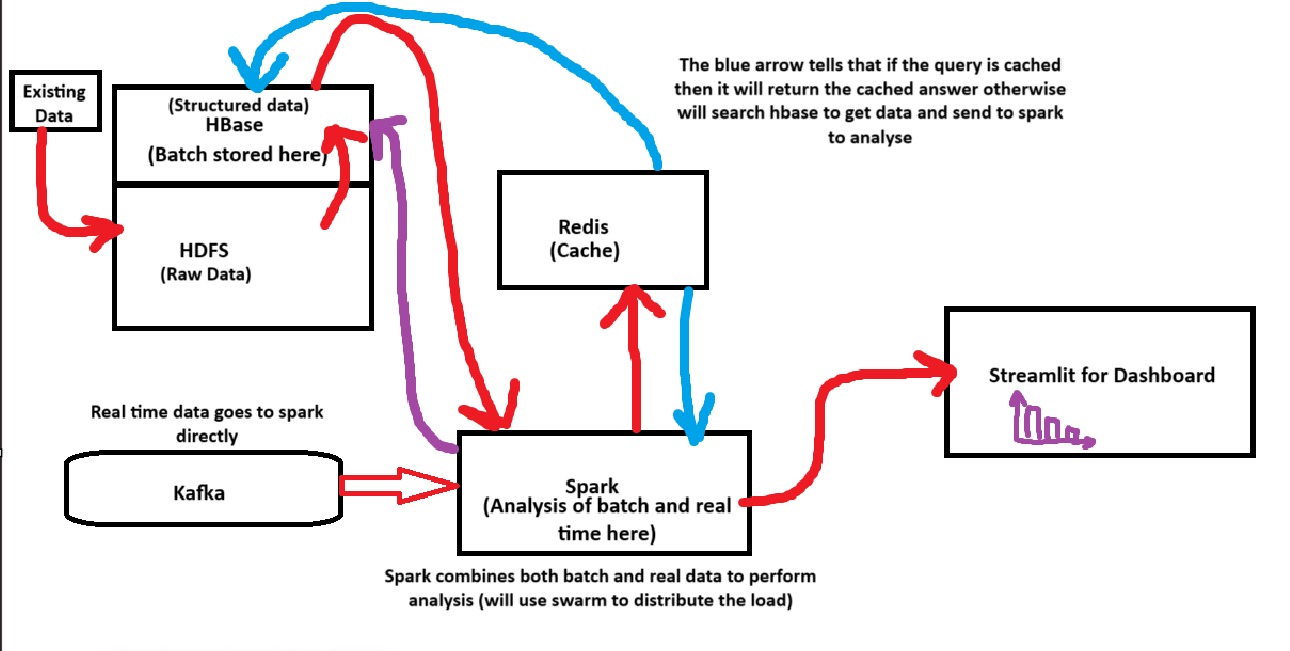 The blue arrow tells that if the query is cached
then it will return the cached answer otherwise
will search hbase to get data and send to spark
to analyse
Existing
Data
(Structured data)
HBase
(Batch stored here)
HDFS
(Raw Data)
Redis
(Cache)
Streamlit for Dashboard
Real time data goes to spark
directly
Kafka
Spark
(Analysis of batch and real
time here)
Spark combines both batch and real data to perform
analysis (will use swarm to distribute the load)